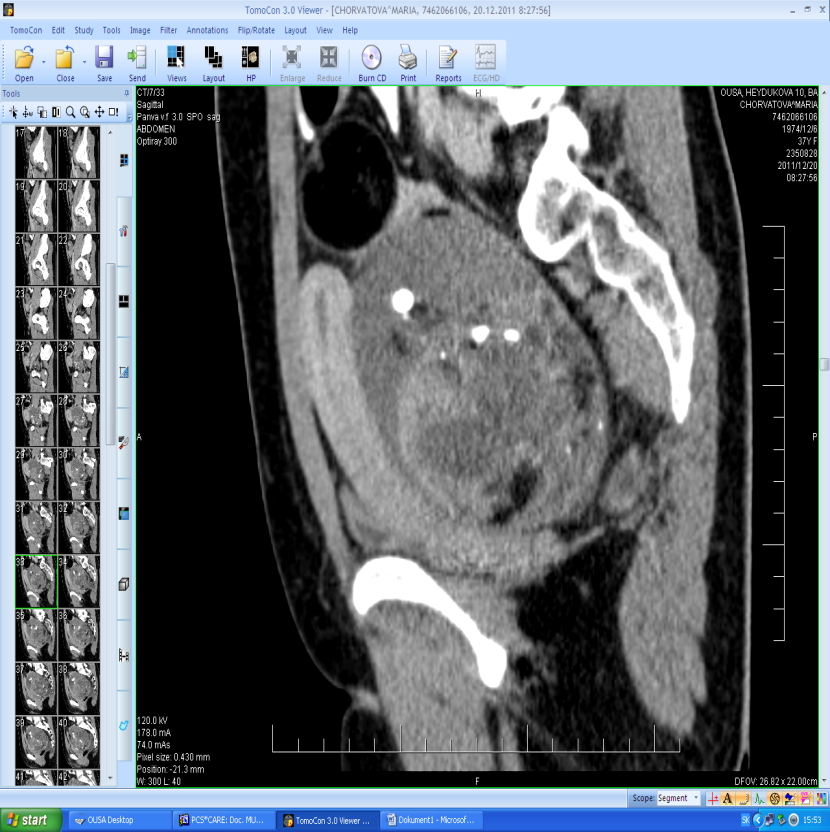 TomoCon 3.0 Viewer - [CHORVATOVA^MARIA, 7462066106, 20.12.2011 8:27:56]
TomoCon Edit Study Tools Image Filter Annotations Flip/Rotate Layout View Help
Open Close Save Send Views Layout HP Enlarge Reduce Burn CD Print Reports ECG/HD
Tools
17 18
19 20
21 22
23 24
25 26
27 28
29 30
31 32
33 34
35 36
37 38
39 40
41 42
CT/7/33
Sagittal
Panva v.f 3.0 SPO sag
ABDOMEN
Optiray 300
H
OUSA, HEYDUKOVA 10, BA
CHORVATOVA^MARIA
7462066106
1974/12/6
37Y F
2350828
2011/12/20
08:27:56
A
P
120.0 kV
178.0 mA
74.0 mAs
Pixel size: 0.430 mm
Position: -21.3 mm
W: 300 L: 40
F
DFOV: 26.82 x 22.00cm
Scope: Segment
start OUSA Desktop PCS*CARE: Doc. MU... TomoCon 3.0 Viewer ... Dokument1 - Microsof... SK 15:53